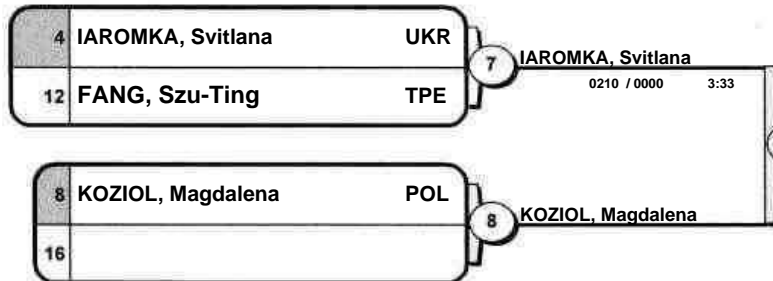 4 IAROMKA, Svitlana UKR
12 FANG, Szu-Ting TPE
7 IAROMKA, Svitlana
0210 / 0000 3:33
8 KOZIOL, Magdalena POL
16
8 KOZIOL, Magdalena